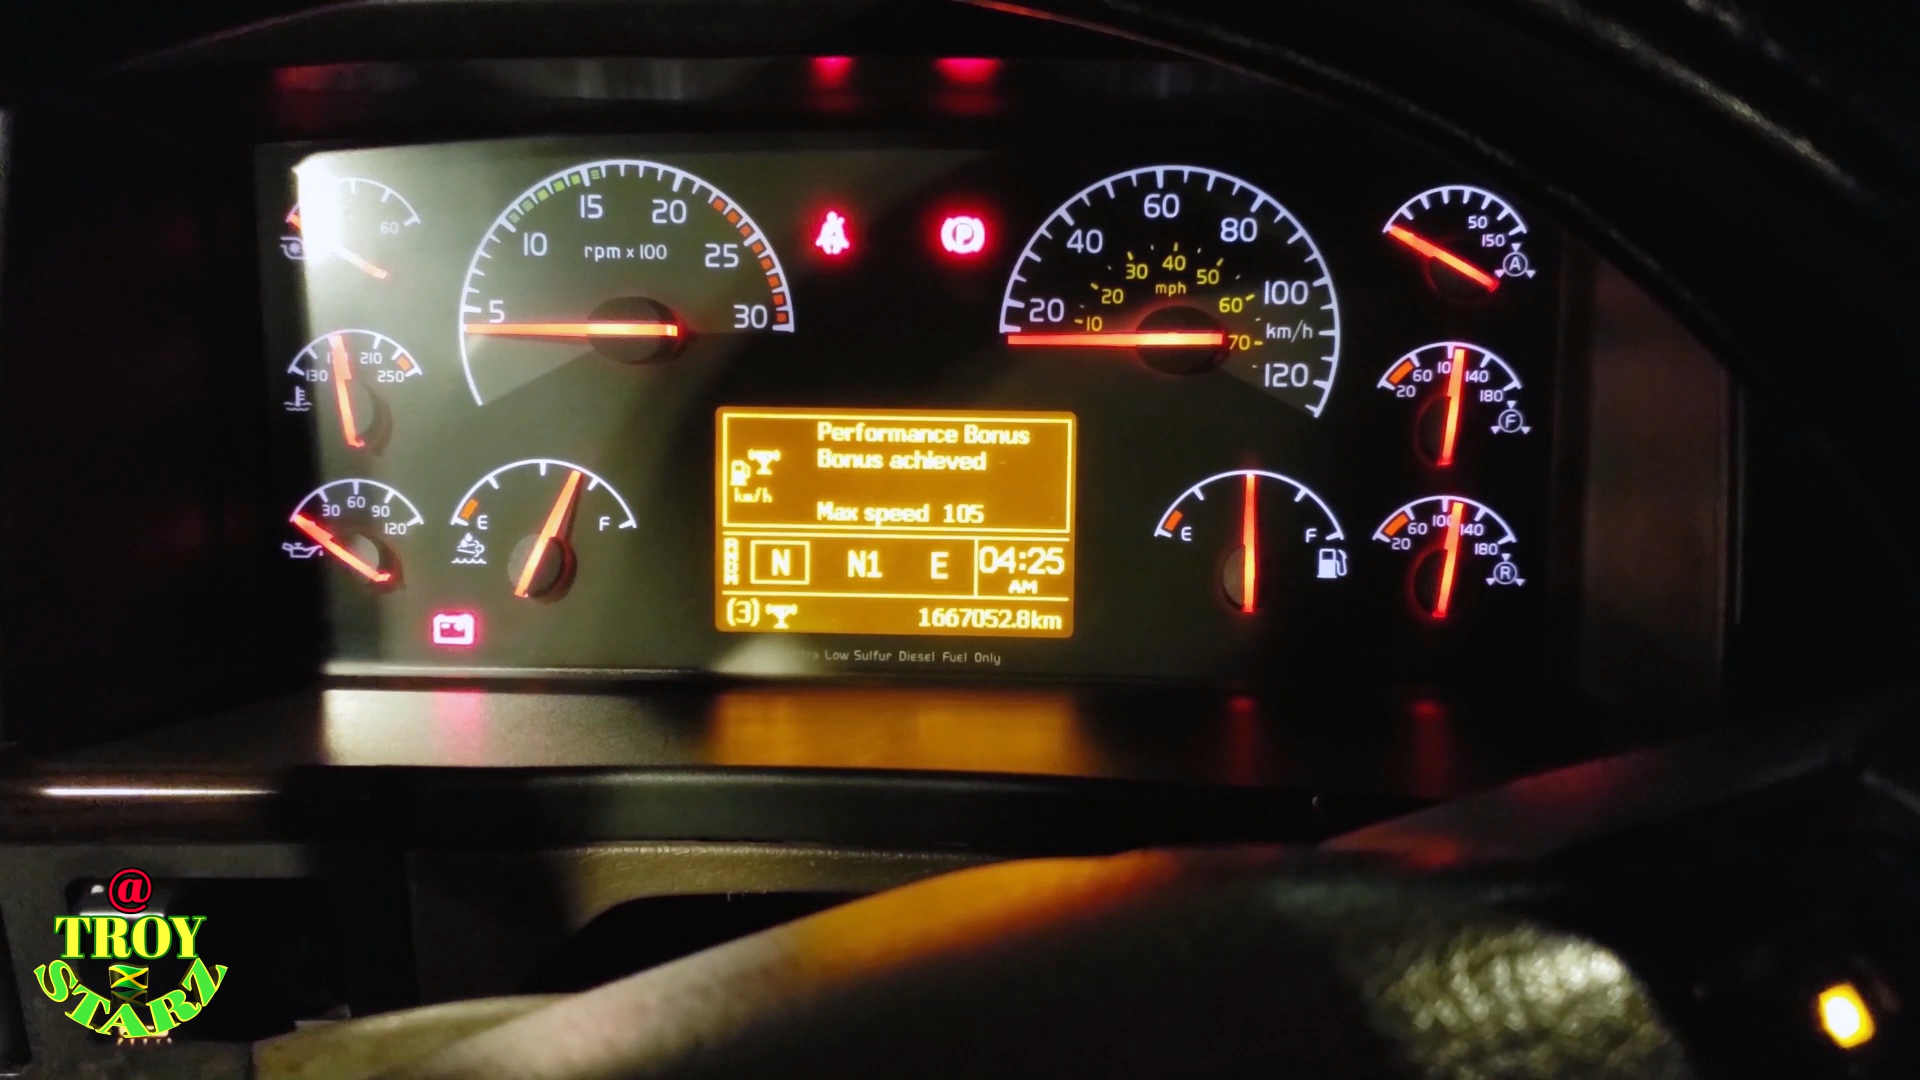 60
10
15
20
25
30
5
rpm x 100
P
20
40
60
80
100
120
km/h
10
20
30
40
50
60
70
mph
50
150
A
130
210
250
20
60
140
180
F
30
60
90
120
E
F
E
F
20
60
100
140
180
R
Performance Bonus
Bonus achieved
km/h
Max speed 105
N
N1
E
04:25
AM
(3)
1667052.8km
Low Sulfur Diesel Fuel Only
@
TROY
STARZ